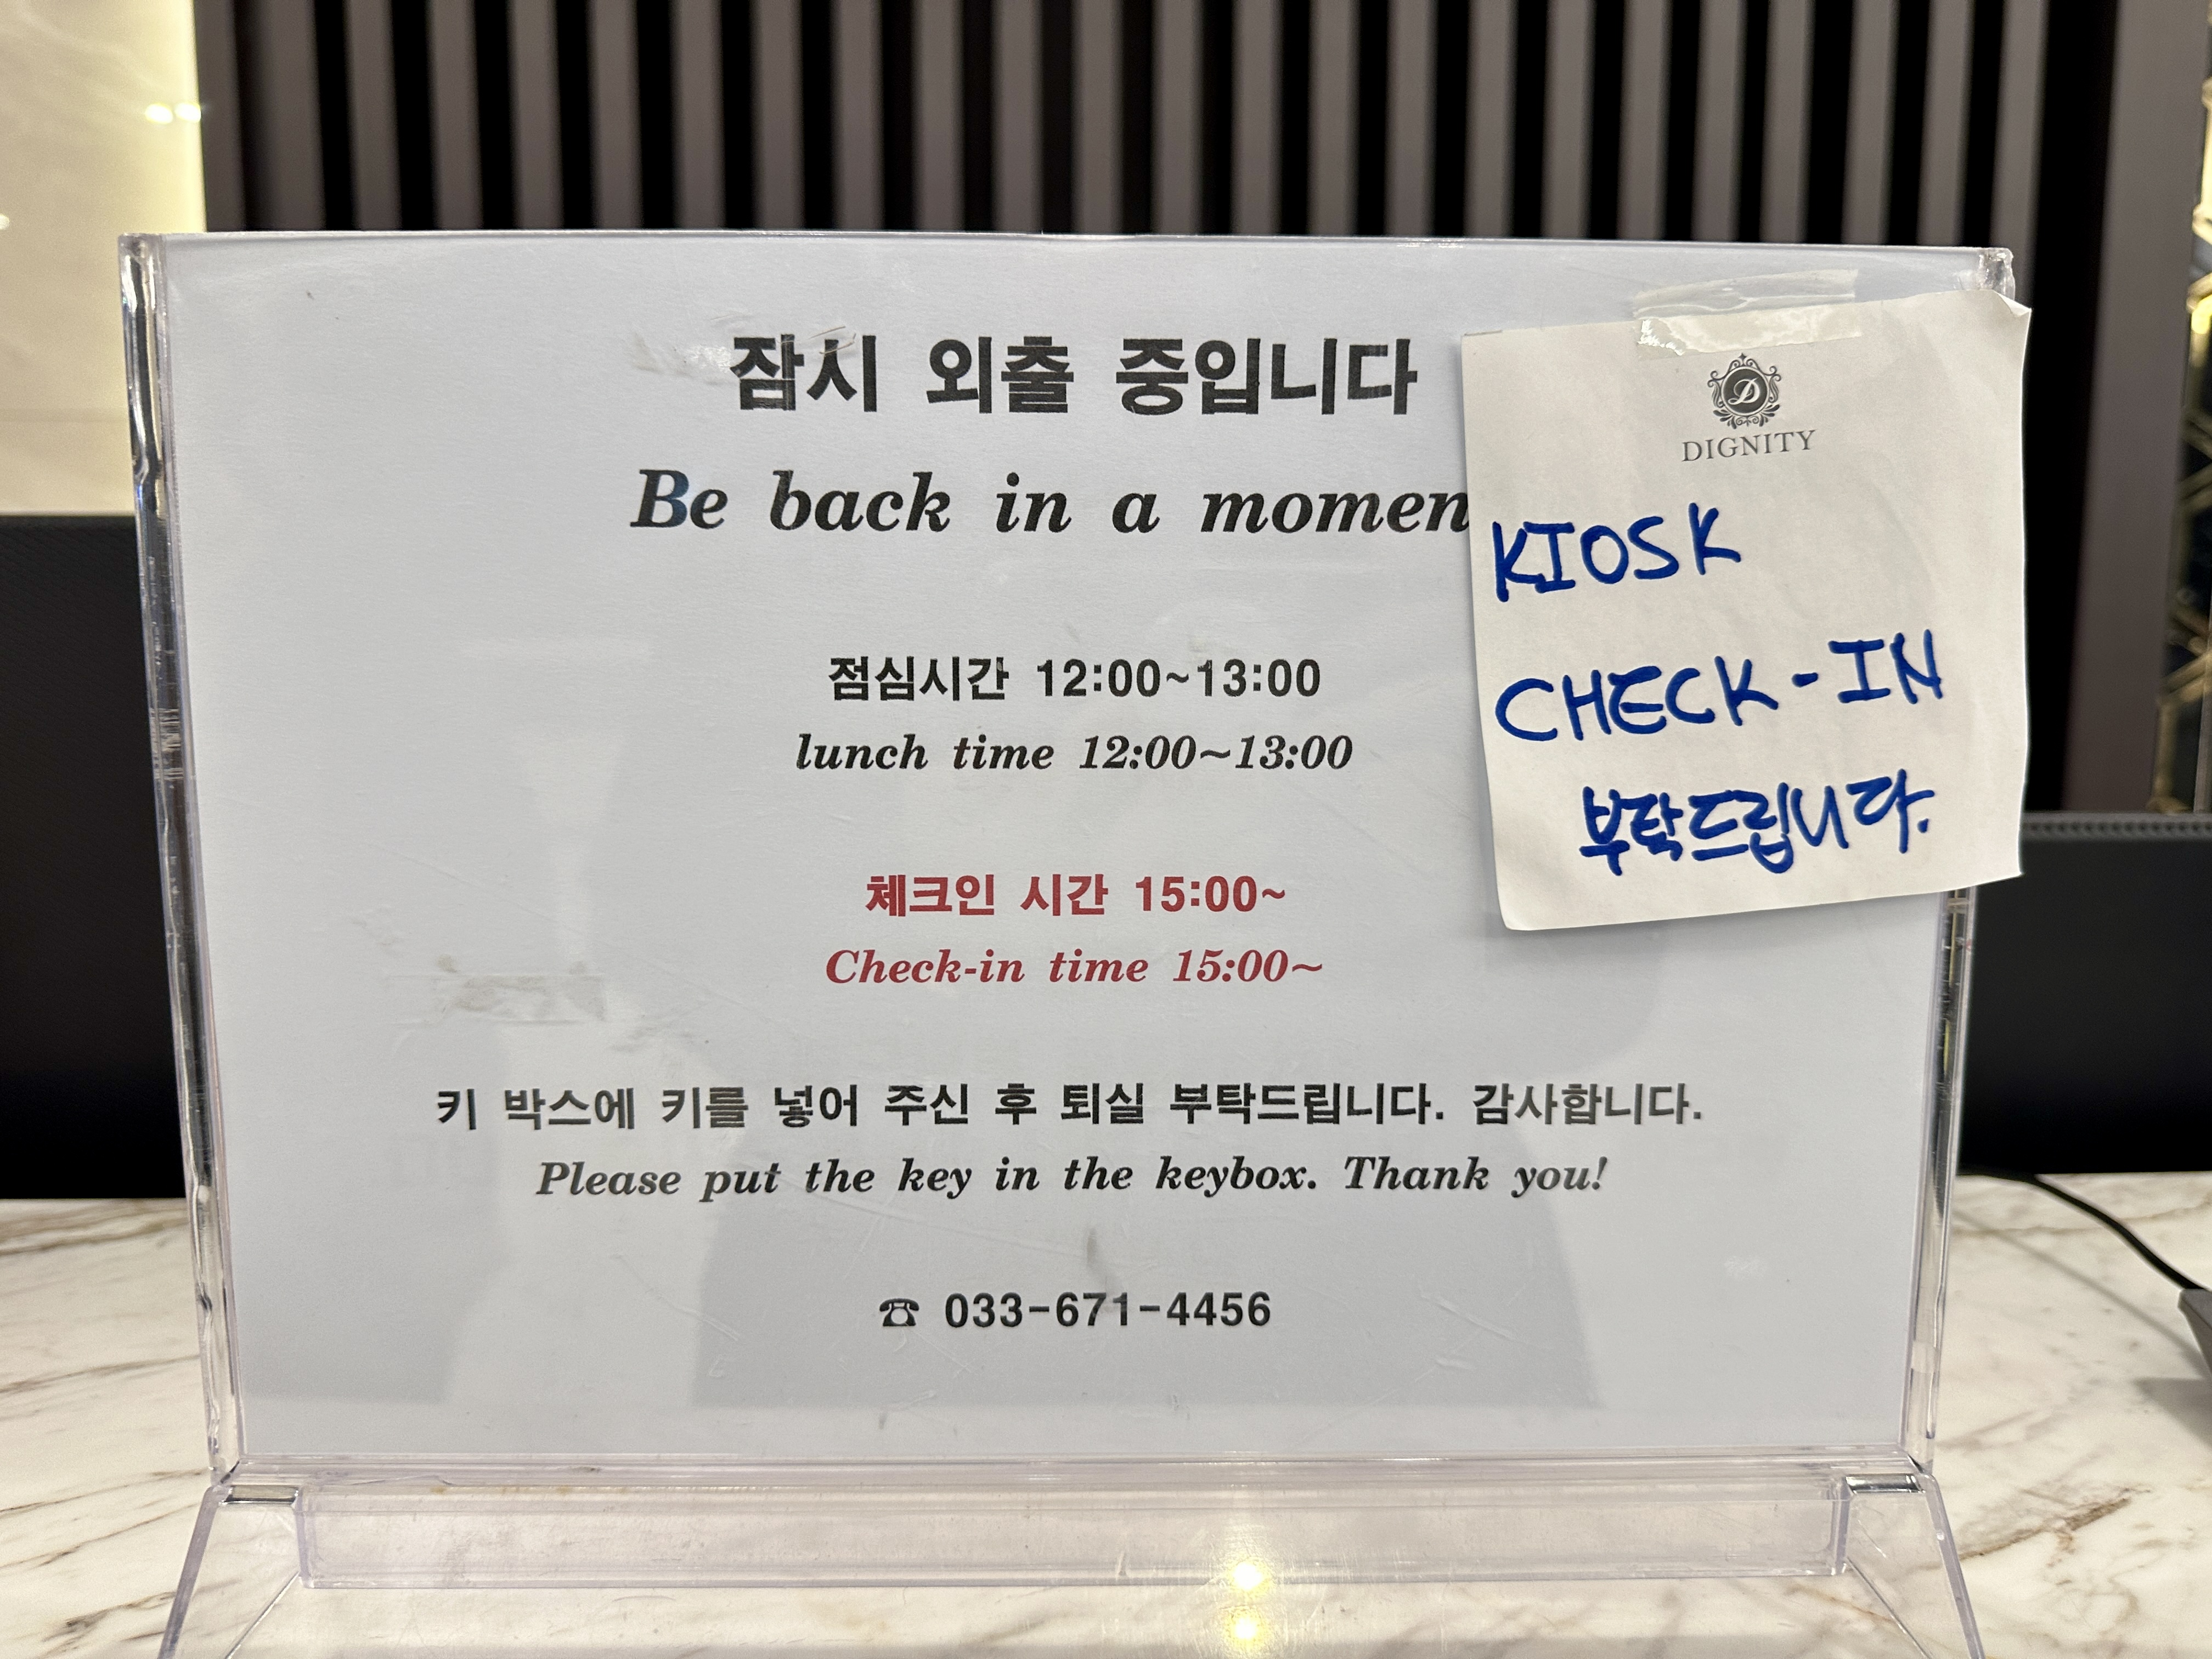 잠시 외출 중입니다
Be back in a momen
점심시간 12:00~13:00
lunch time 12:00~13:00
체크인 시간 15:00~
Check-in time 15:00~
키 박스에 키를 넣어 주신 후 퇴실 부탁드립니다. 감사합니다.
Please put the key in the keybox. Thank you!
☎ 033-671-4456
D
DIGNITY
KIOSK
CHECK-IN
부탁드립니다.